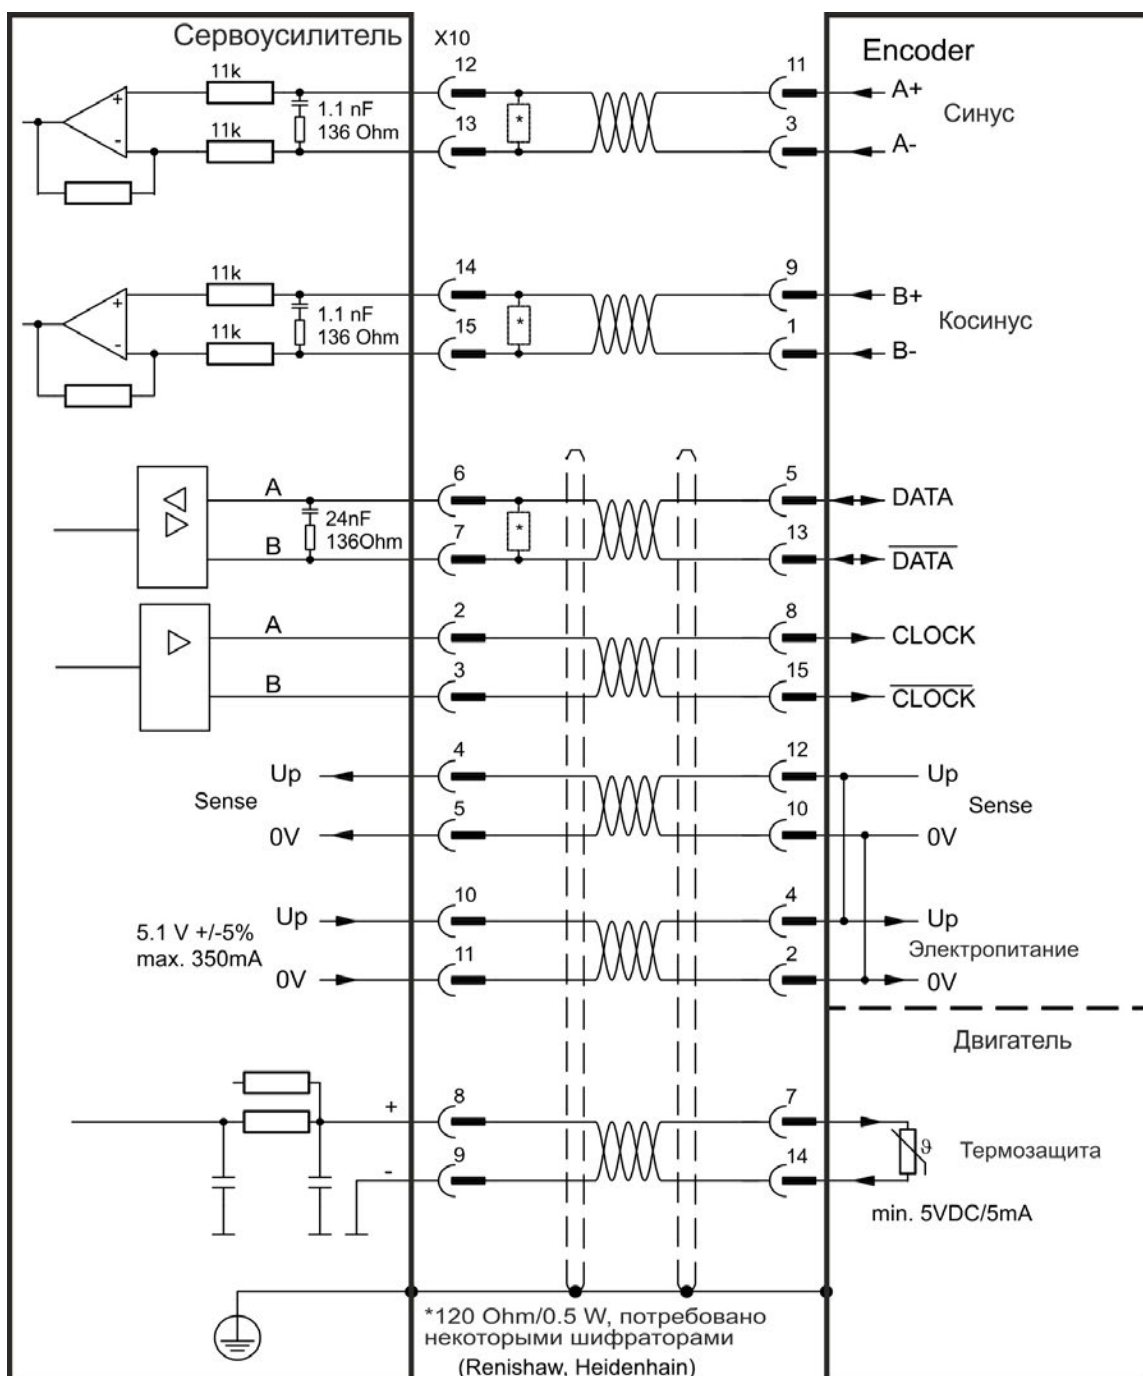 Сервоусилитель
X10
Encoder
11k
12
11
A+
Синус
1.1 nF
136 Ohm
*
11k
13
3
A-
+
-
11k
14
9
B+
Косинус
1.1 nF
136 Ohm
*
11k
15
1
B-
+
-
A
6
5
DATA
24nF
136Ohm
*
B
7
13
DATA
A
2
8
CLOCK
B
3
15
CLOCK
Up
4
12
Up
Sense
Sense
0V
5
10
0V
Up
10
4
Up
5.1 V +/-5%
max. 350mA
Электропитание
0V
11
2
0V
Двигатель
+
8
7
ϑ
Термозащита
-
9
14
min. 5VDC/5mA
*120 Ohm/0.5 W, потребовано
некоторыми шифраторами
(Renishaw, Heidenhain)